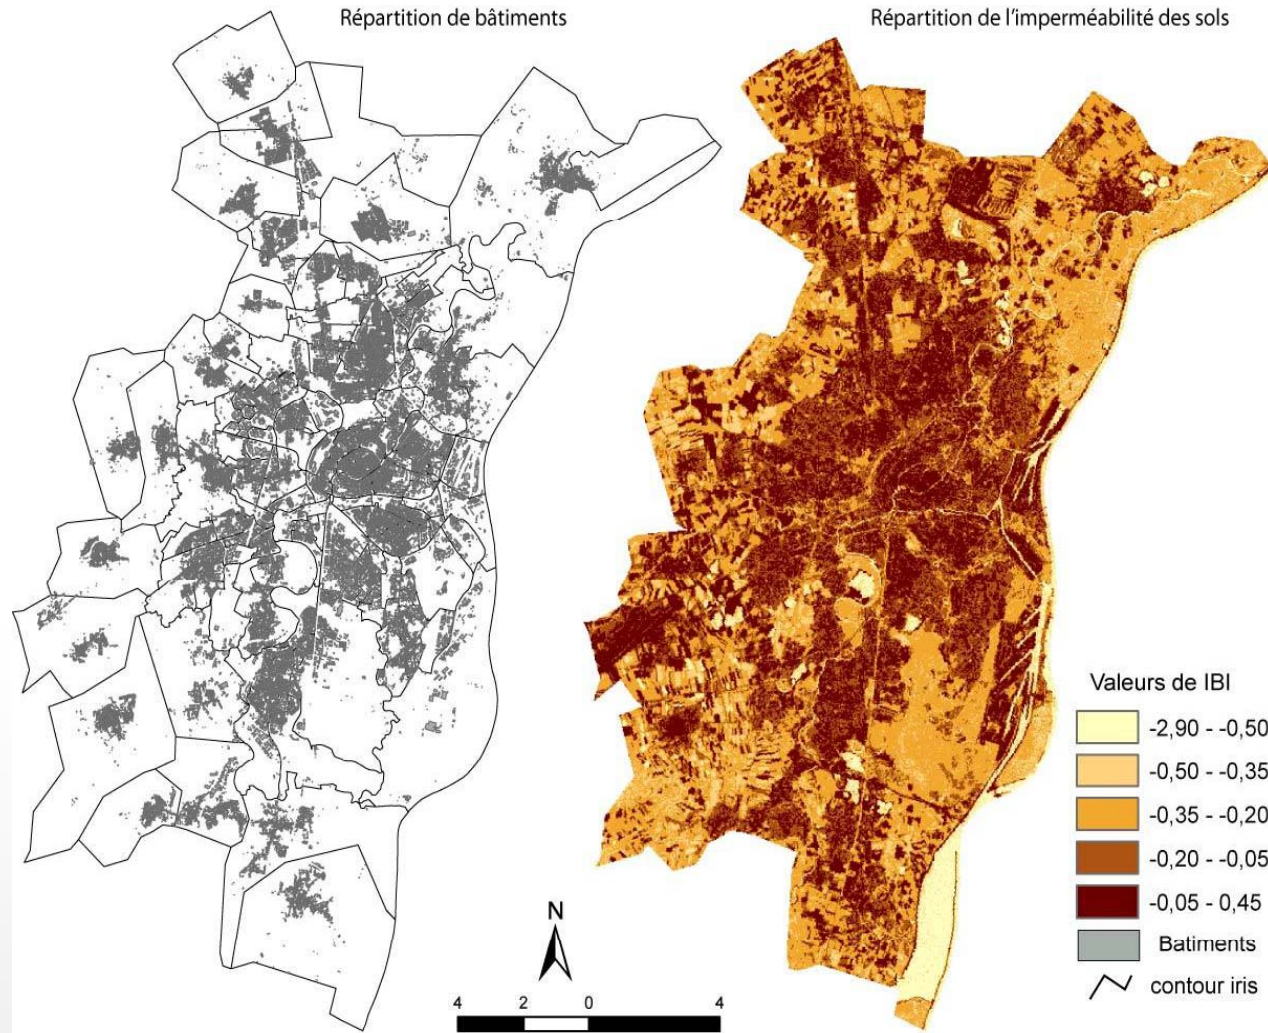 Répartition de bâtiments
Répartition de l'imperméabilité des sols
Valeurs de IBI
-2,90 - -0,50
-0,50 - -0,35
-0,35 - -0,20
-0,20 - -0,05
-0,05 - 0,45
Batiments
contour iris
N
4 2 0 4